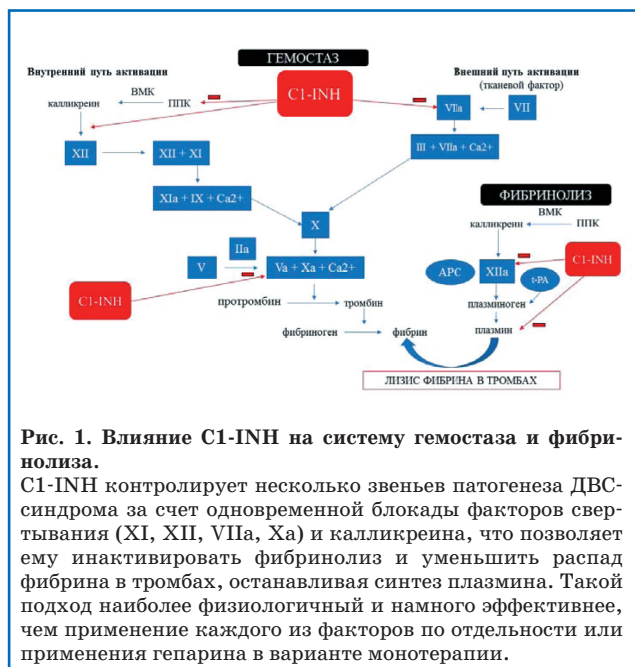 ГЕМОСТАЗ
Внутренний путь активации
Внешний путь активации
(тканевой фактор)
C1-INH
ВМК
калликреин
ППК
VIIa
VII
XII
XII + XI
III + VIIa + Ca2+
XIa + IX + Ca2+
X
ФИБРИНОЛИЗ
ВМК
калликреин
ППК
IIa
V
Va + Xa + Ca2+
APC
XIIa
C1-INH
t-PA
C1-INH
протромбин
тромбин
плазминоген
фибриноген
фибрин
плазмин
ЛИЗИС ФИБРИНА В ТРОМБАХ
Рис. 1. Влияние C1-INH на систему гемостаза и фибри-
нолиза.
C1-INH контролирует несколько звеньев патогенеза ДВС-
синдрома за счет одновременной блокады факторов свер-
тывания (XI, XII, VIIa, Xa) и калликреина, что позволяет
ему инактивировать фибринолиз и уменьшить распад
фибрина в тромбах, останавливая синтез плазмина. Такой
подход наиболее физиологичный и намного эффективнее,
чем применение каждого из факторов по отдельности или
применения гепарина в варианте монотерапии.